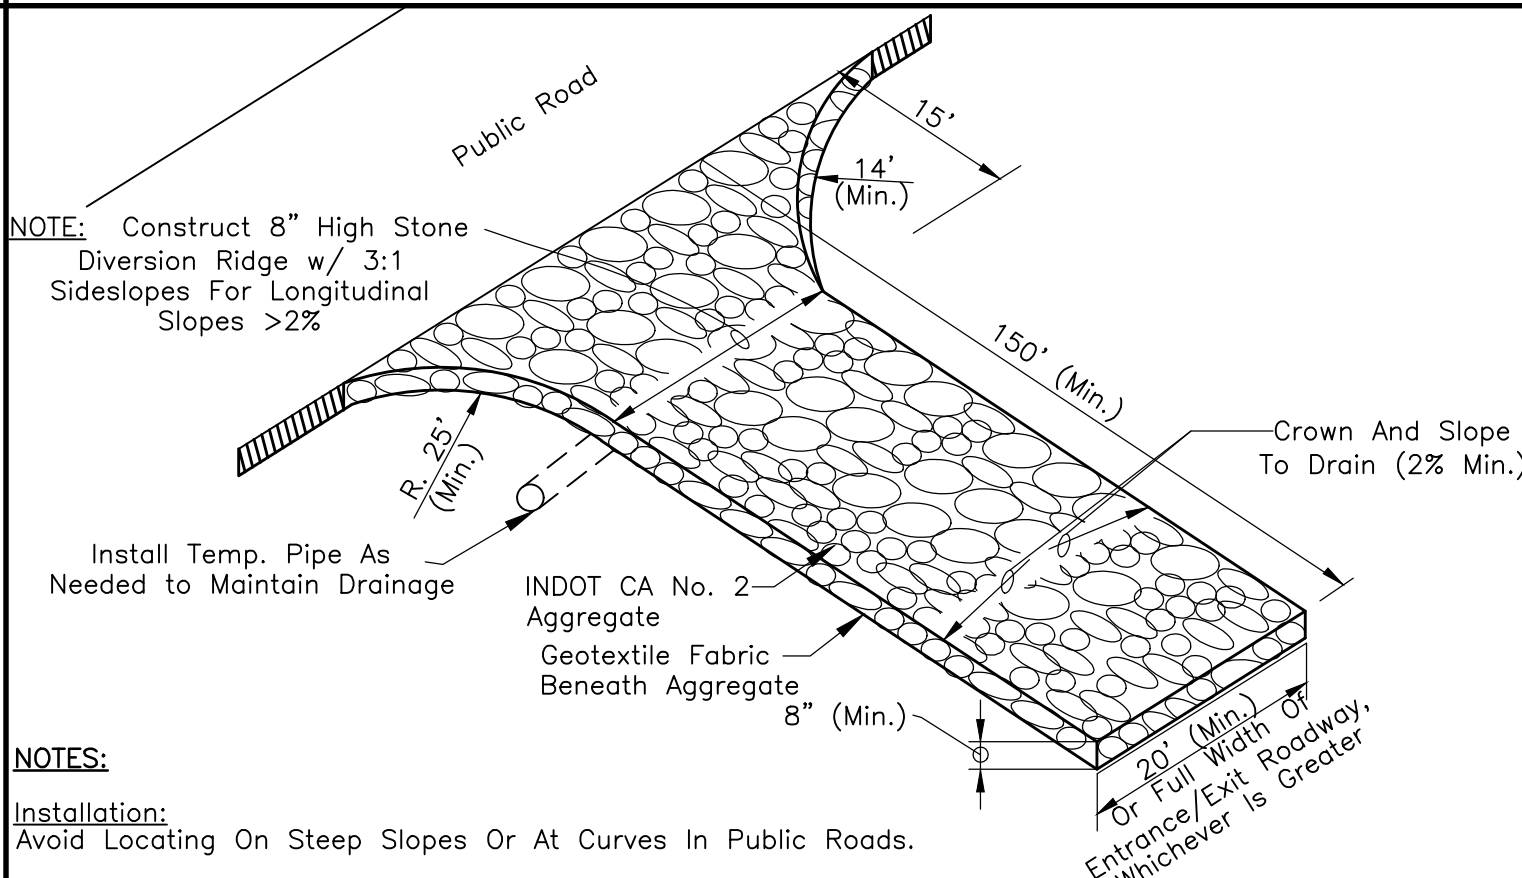 Public Road
15'
14'
(Min.)
NOTE: Construct 8" High Stone
Diversion Ridge w/ 3:1
Sideslopes For Longitudinal
Slopes >2%
150' (Min.)
R. 25'
(Min.)
Crown And Slope
To Drain (2% Min.)
Install Temp. Pipe As
Needed to Maintain Drainage
INDOT CA No. 2
Aggregate
Geotextile Fabric
Beneath Aggregate
8" (Min.)
20' (Min.)
Or Full Width Of
Entrance/Exit Roadway,
Whichever Is Greater
NOTES:
Installation:
Avoid Locating On Steep Slopes Or At Curves In Public Roads.